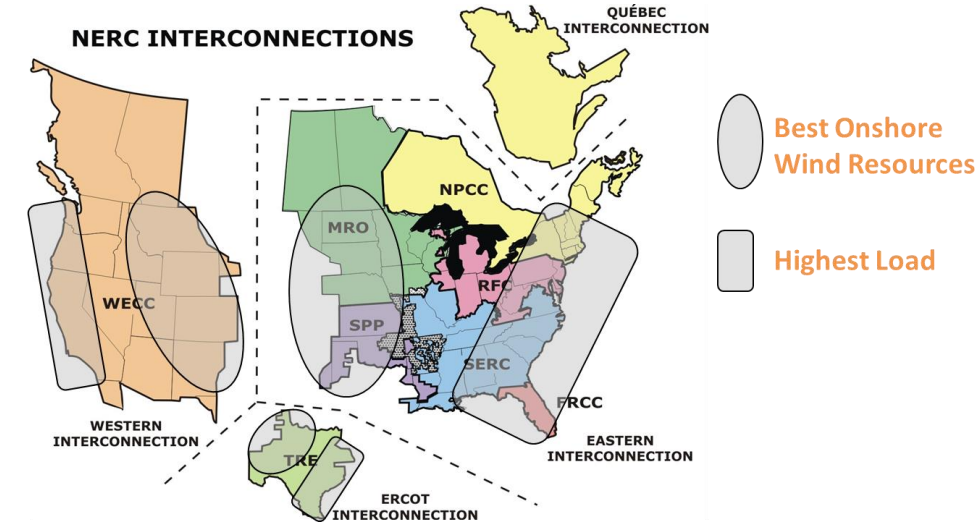 NERC INTERCONNECTIONS
QUÉBEC
INTERCONNECTION
NPCC
MRO
RFC
WECC
SPP
SERC
FRCC
WESTERN
INTERCONNECTION
EASTERN
INTERCONNECTION
TRE
ERCOT
INTERCONNECTION
Best Onshore
Wind Resources
Highest Load